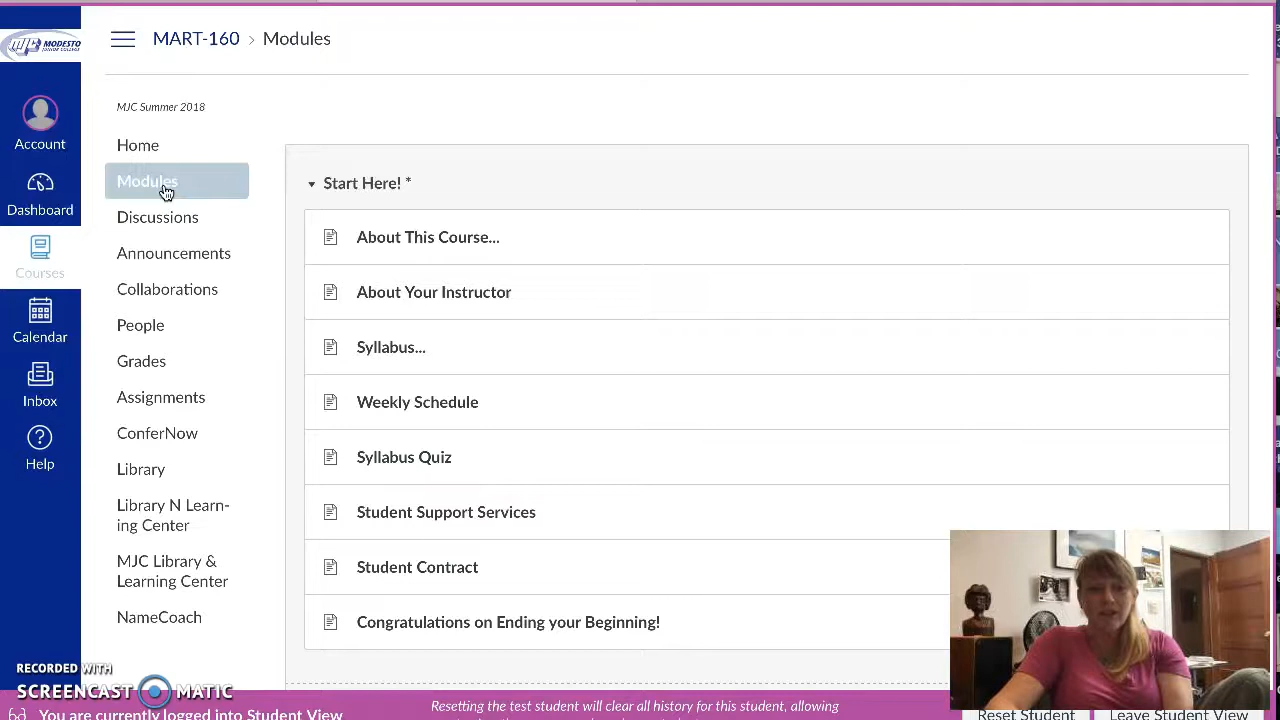 MJC MODESTO
JUNIOR COLLEGE
MART-160 > Modules
Account
Dashboard
Courses
Calendar
Inbox
Help
MJC Summer 2018
Home
Modules
Discussions
Announcements
Collaborations
People
Grades
Assignments
ConferNow
Library
Library N Learn-
ing Center
MJC Library &
Learning Center
NameCoach
Start Here! *
About This Course...
About Your Instructor
Syllabus...
Weekly Schedule
Syllabus Quiz
Student Support Services
Student Contract
Congratulations on Ending your Beginning!
RECORDED WITH
SCREENCAST MATIC
You are currently logged into Student View
Resetting the test student will clear all history for this student, allowing
Reset Student
Leave Student View